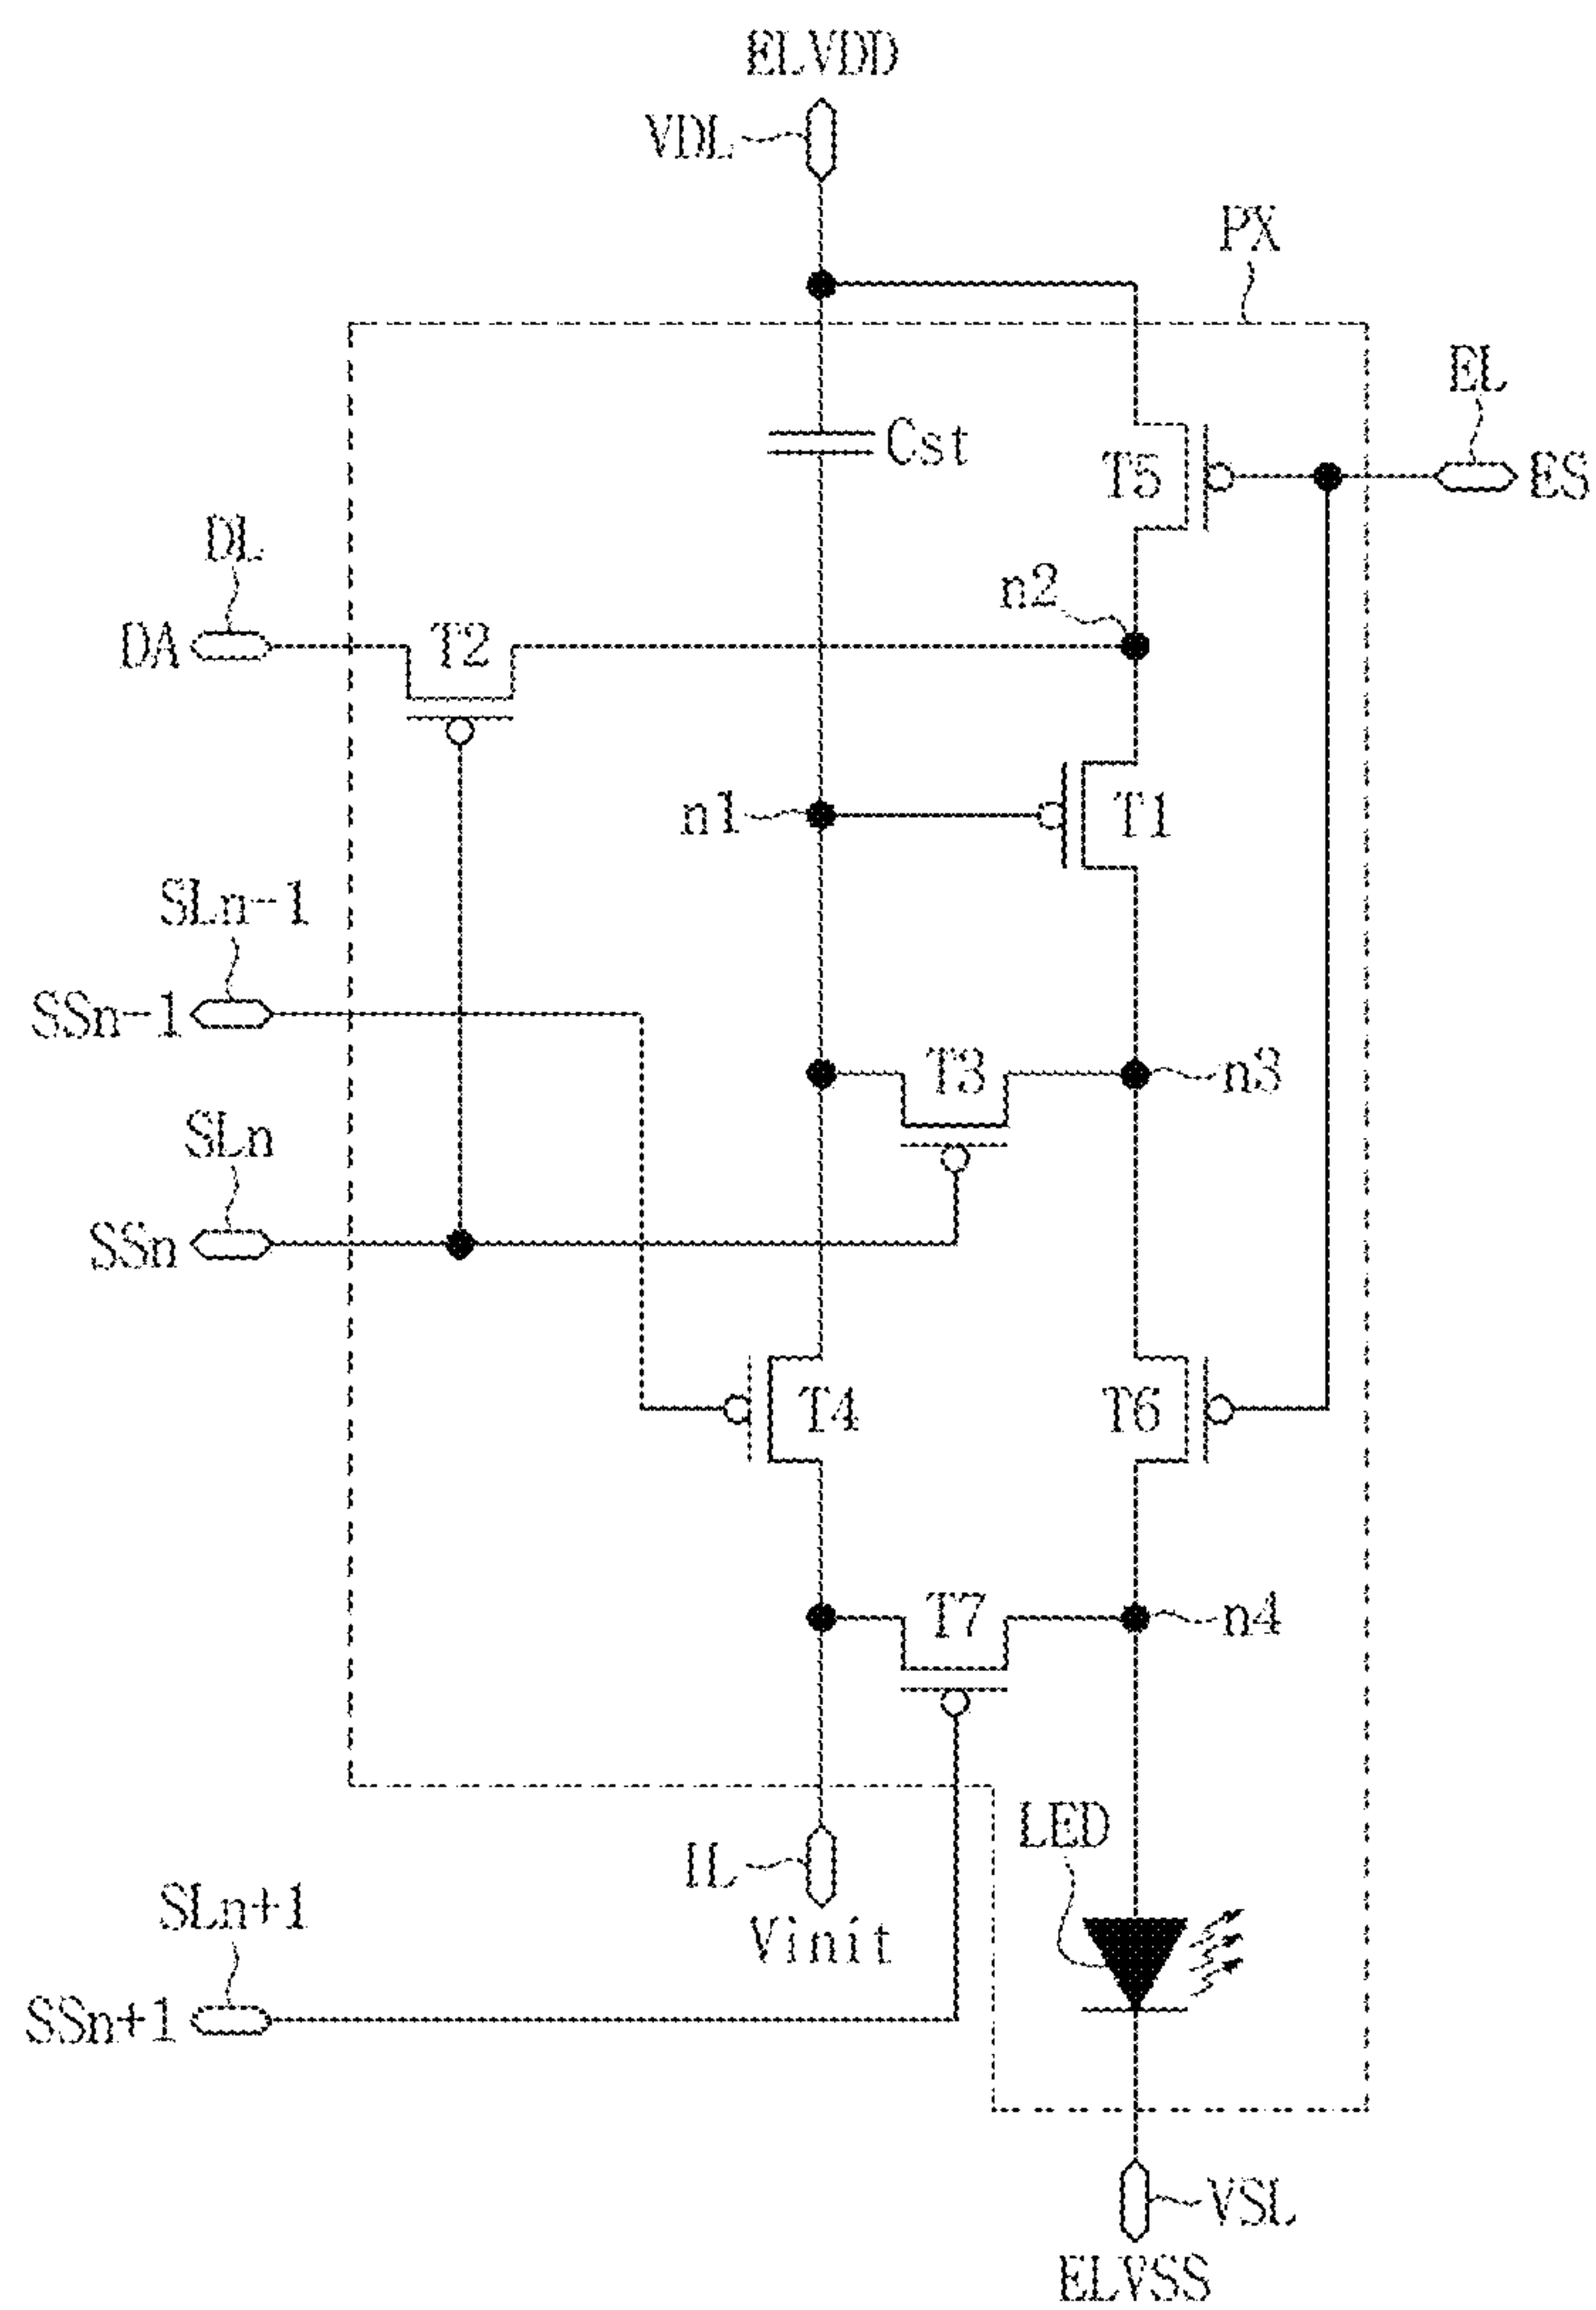 ELVDD
VDL
PX
EL
Cst
T5
ES
DL
n2
DA
T2
n1
T1
SLn-1
SSn-1
T3
n3
SLn
SSn
T4
T6
T7
n4
LED
IL
SLn+1
Vinit
SSn+1
VSL
ELVSS